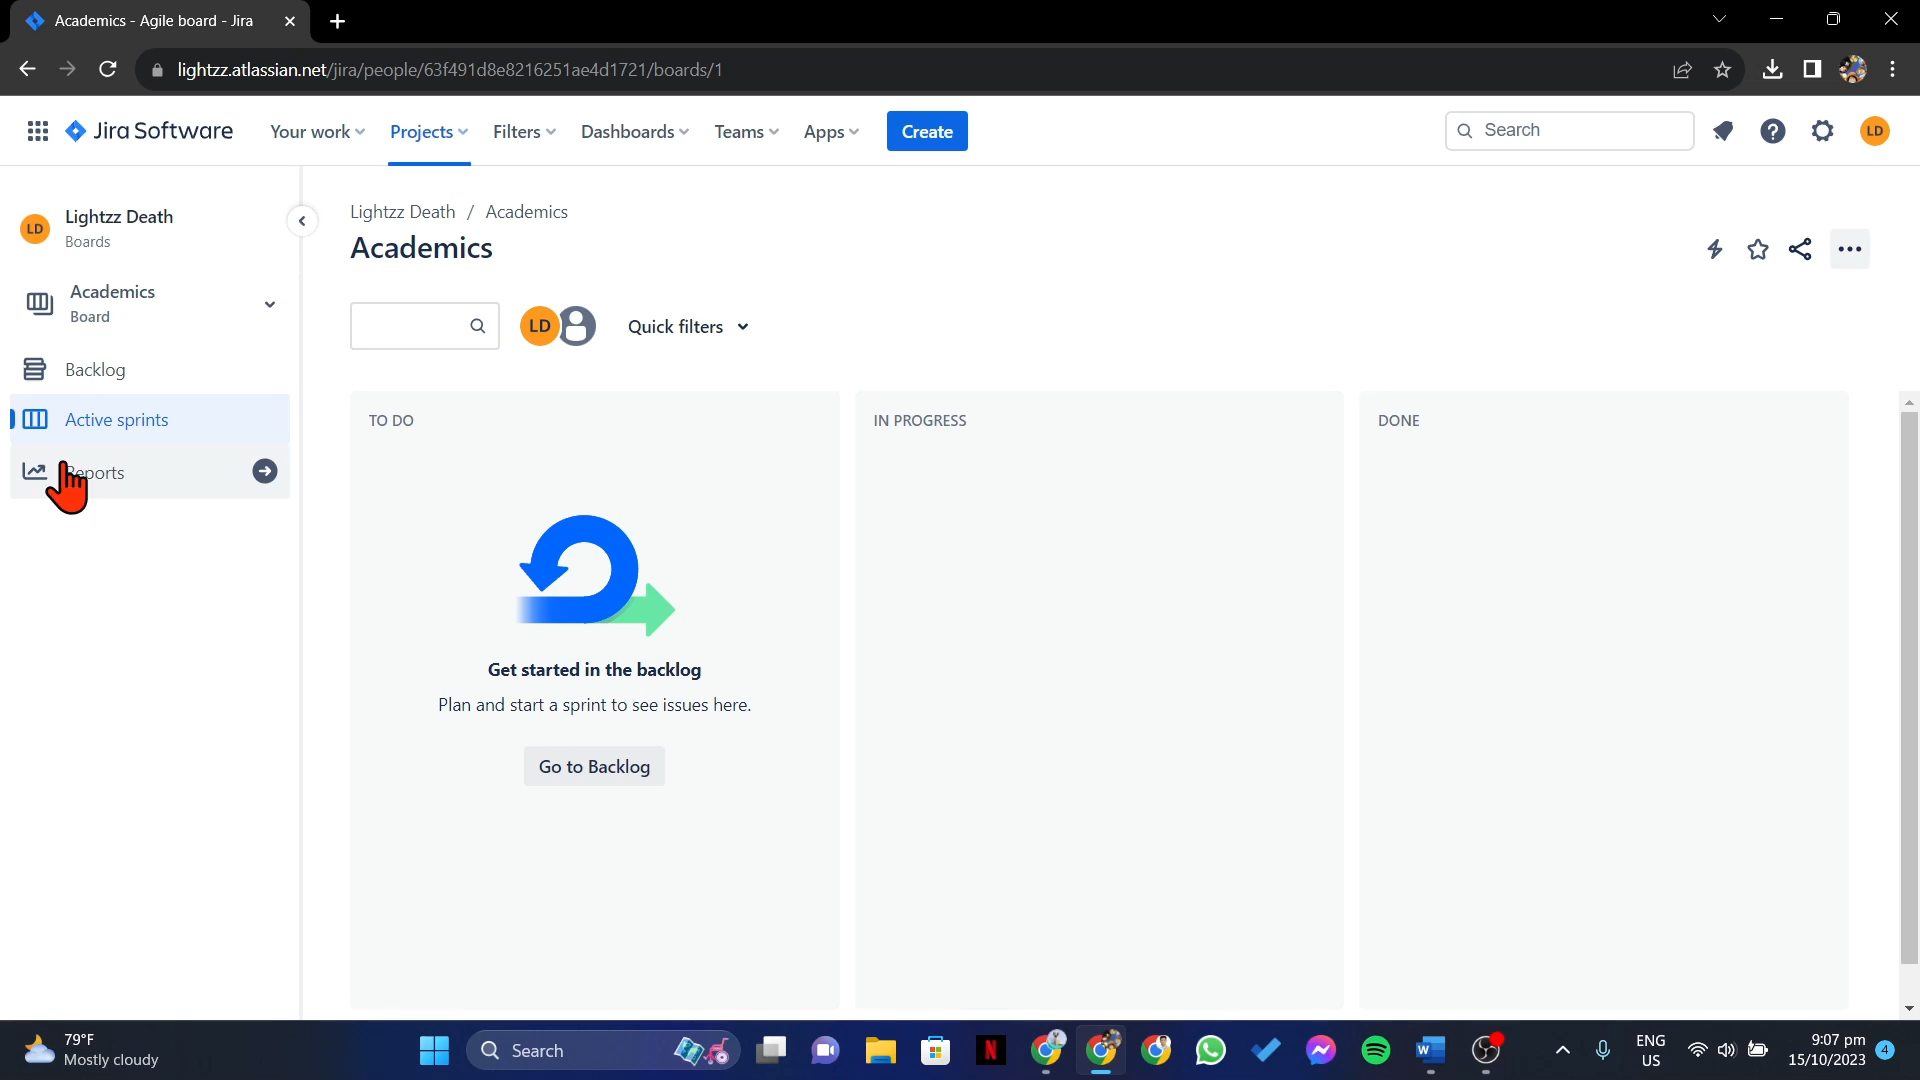 Academics - Agile board - Jira
lightzz.atlassian.net/jira/people/63f491d8e8216251ae4d1721/boards/1
Jira Software
Your work
Projects
Filters
Dashboards
Teams
Apps
Create
Search
LD
LD
Lightzz Death
Boards
Academics
Board
Backlog
Active sprints
Reports
Lightzz Death / Academics
Academics
LD
Quick filters
TO DO
IN PROGRESS
DONE
Get started in the backlog
Plan and start a sprint to see issues here.
Go to Backlog
79°F
Mostly cloudy
Search
N
W
ENG
US
9:07 pm
15/10/2023
4